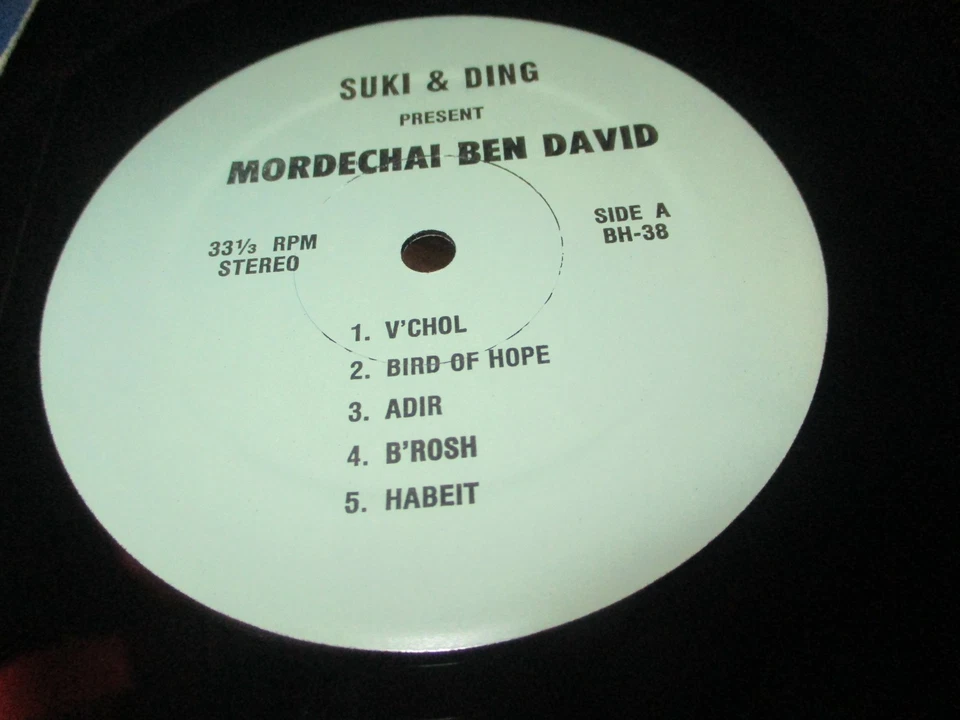 SUKI & DING
PRESENT
MORDECHAI BEN DAVID
33⅓ RPM
STEREO
SIDE A
BH-38
1. V'CHOL
2. BIRD OF HOPE
3. ADIR
4. B'ROSH
5. HABEIT